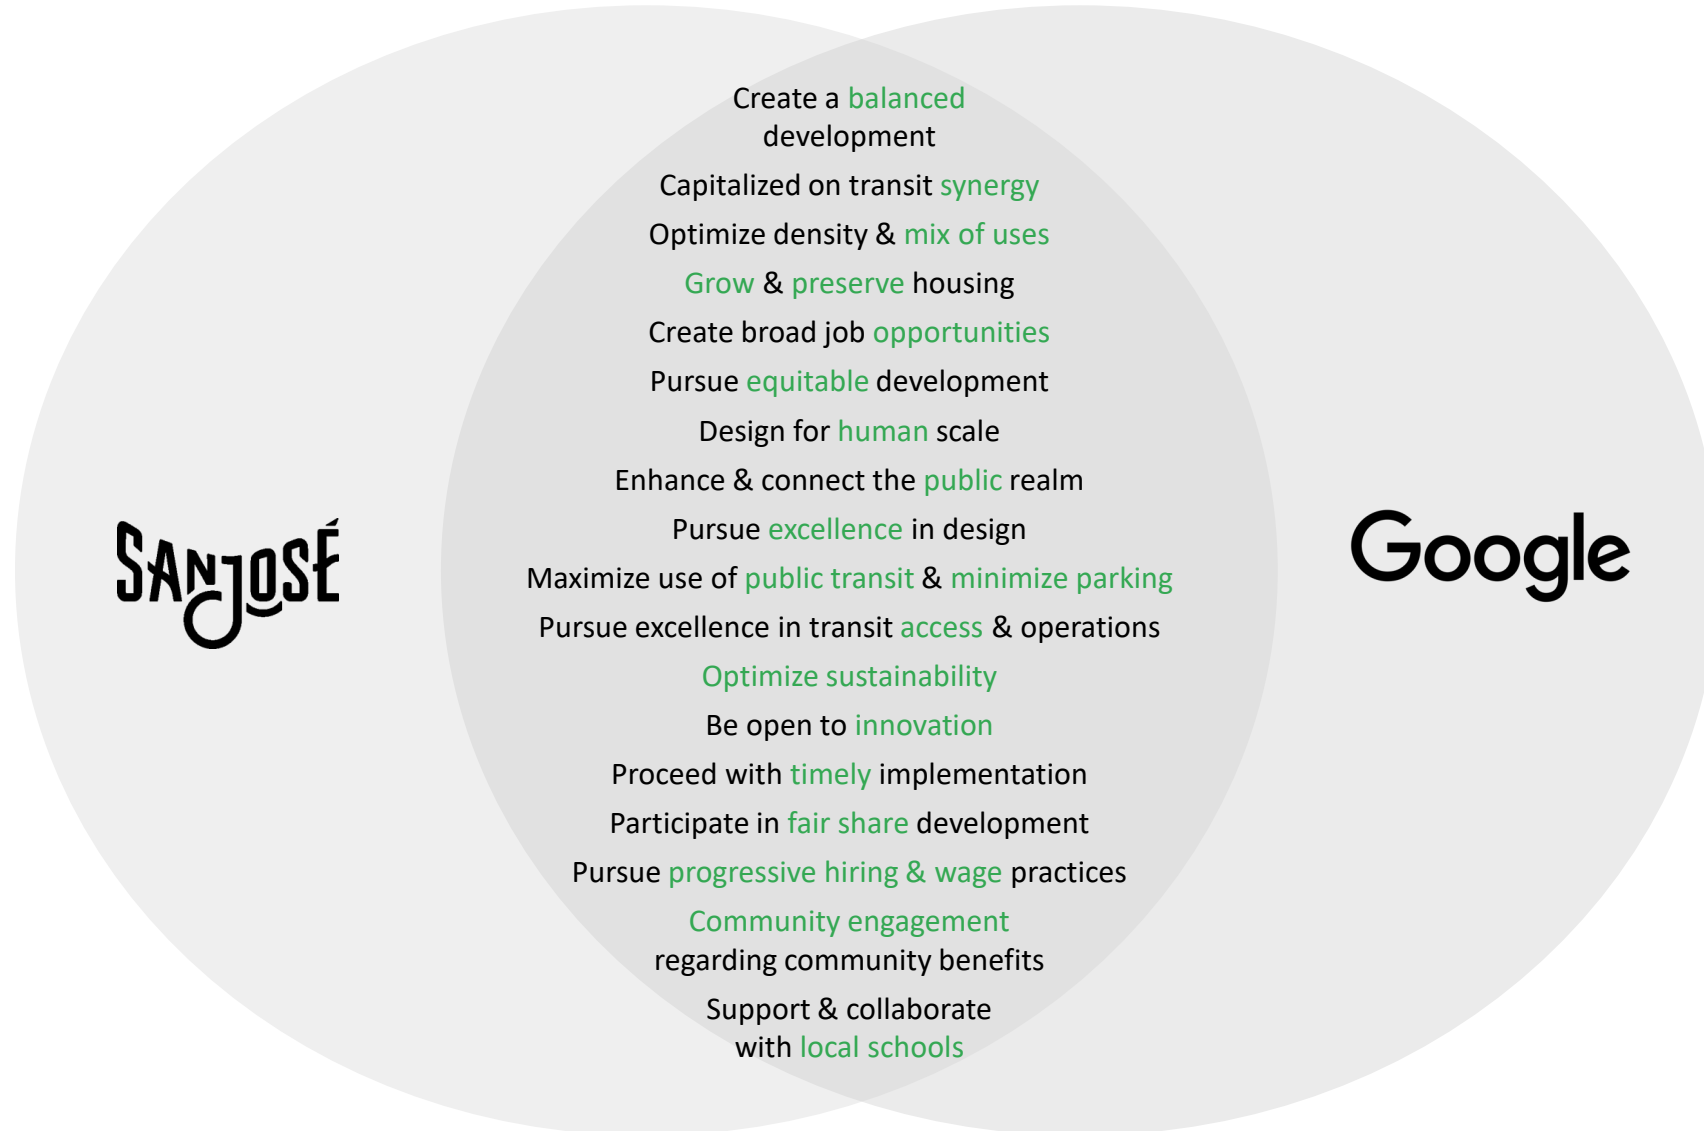 Create a balanced
development
Capitalized on transit synergy
Optimize density & mix of uses
Grow & preserve housing
Create broad job opportunities
Pursue equitable development
Design for human scale
Enhance & connect the public realm
Pursue excellence in design
Maximize use of public transit & minimize parking
Pursue excellence in transit access & operations
Optimize sustainability
Be open to innovation
Proceed with timely implementation
Participate in fair share development
Pursue progressive hiring & wage practices
Community engagement
regarding community benefits
Support & collaborate
with local schools
SAN JOSÉ
Google